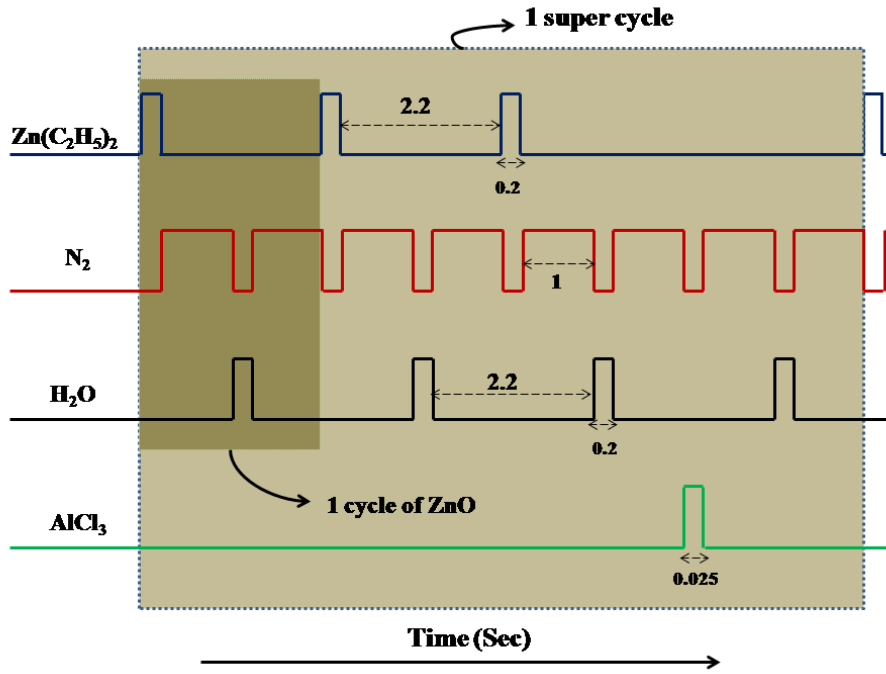 1 super cycle
2.2
Zn(C₂H₅)₂
0.2
N₂
1
H₂O
2.2
0.2
1 cycle of ZnO
AlCl₃
0.025
Time (Sec)